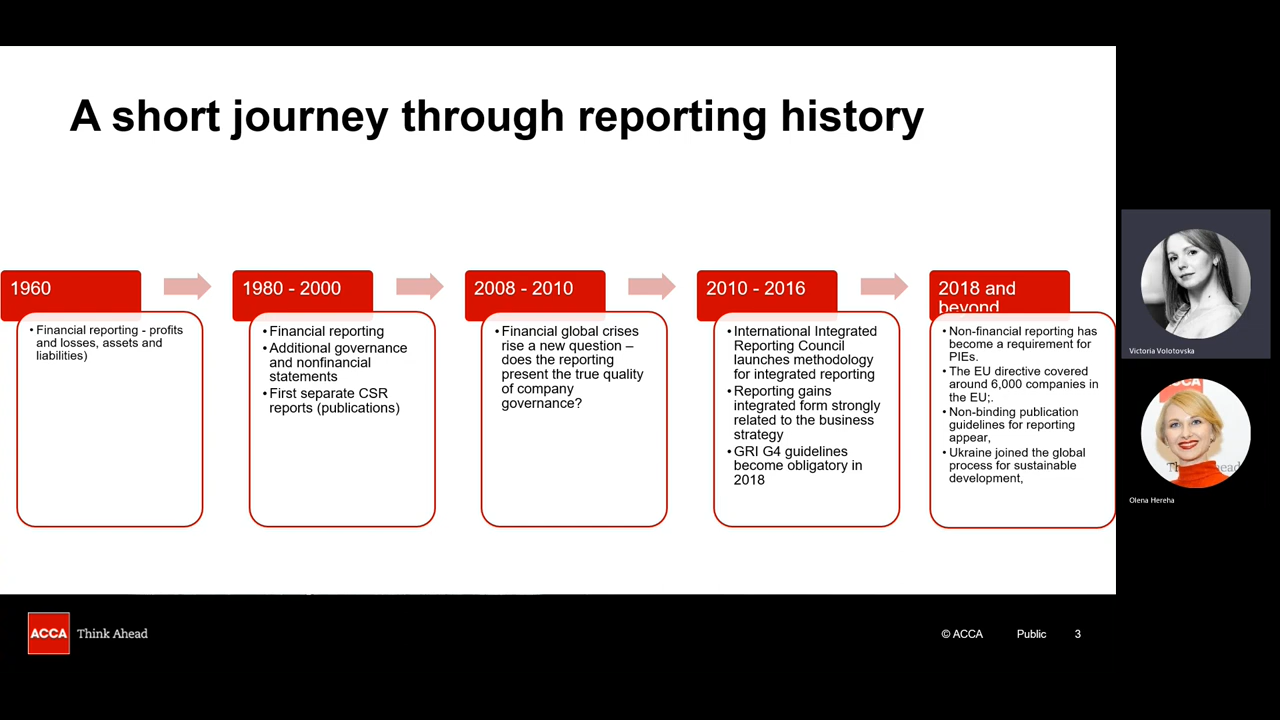 A short journey through reporting history
1960
• Financial reporting - profits
and losses, assets and
liabilities)
1980 - 2000
• Financial reporting
• Additional governance
and nonfinancial
statements
• First separate CSR
reports (publications)
2008 - 2010
• Financial global crises
rise a new question –
does the reporting
present the true quality
of company
governance?
2010 - 2016
• International Integrated
Reporting Council
launches methodology
for integrated reporting
• Reporting gains
integrated form strongly
related to the business
strategy
• GRI G4 guidelines
become obligatory in
2018
2018 and
beyond
• Non-financial reporting has
become a requirement for
PIEs.
• The EU directive covered
around 6,000 companies in
the EU;.
• Non-binding publication
guidelines for reporting
appear,
• Ukraine joined the global
process for sustainable
development,
Victoria Volotovska
ACCA
Th
head
Olena Hereha
ACCA
Think Ahead
© ACCA
Public
3